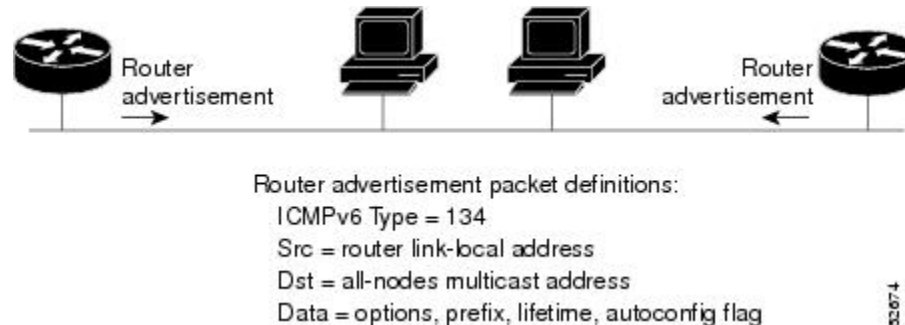 Router
advertisement
Router
advertisement
Router advertisement packet definitions:
ICMPv6 Type = 134
Src = router link-local address
Dst = all-nodes multicast address
Data = options, prefix, lifetime, autoconfig flag
52674